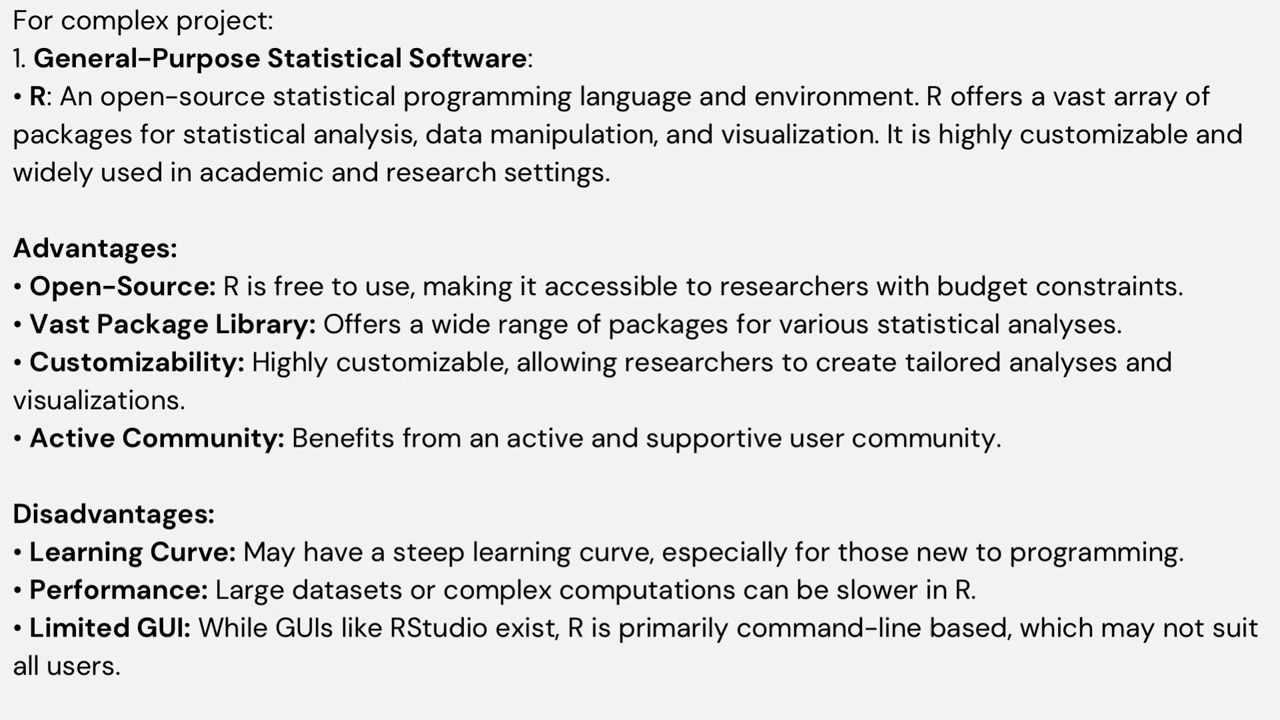 For complex project:
1. General-Purpose Statistical Software:
• R: An open-source statistical programming language and environment. R offers a vast array of
packages for statistical analysis, data manipulation, and visualization. It is highly customizable and
widely used in academic and research settings.
Advantages:
• Open-Source: R is free to use, making it accessible to researchers with budget constraints.
• Vast Package Library: Offers a wide range of packages for various statistical analyses.
• Customizability: Highly customizable, allowing researchers to create tailored analyses and
visualizations.
• Active Community: Benefits from an active and supportive user community.
Disadvantages:
• Learning Curve: May have a steep learning curve, especially for those new to programming.
• Performance: Large datasets or complex computations can be slower in R.
• Limited GUI: While GUIs like RStudio exist, R is primarily command-line based, which may not suit
all users.